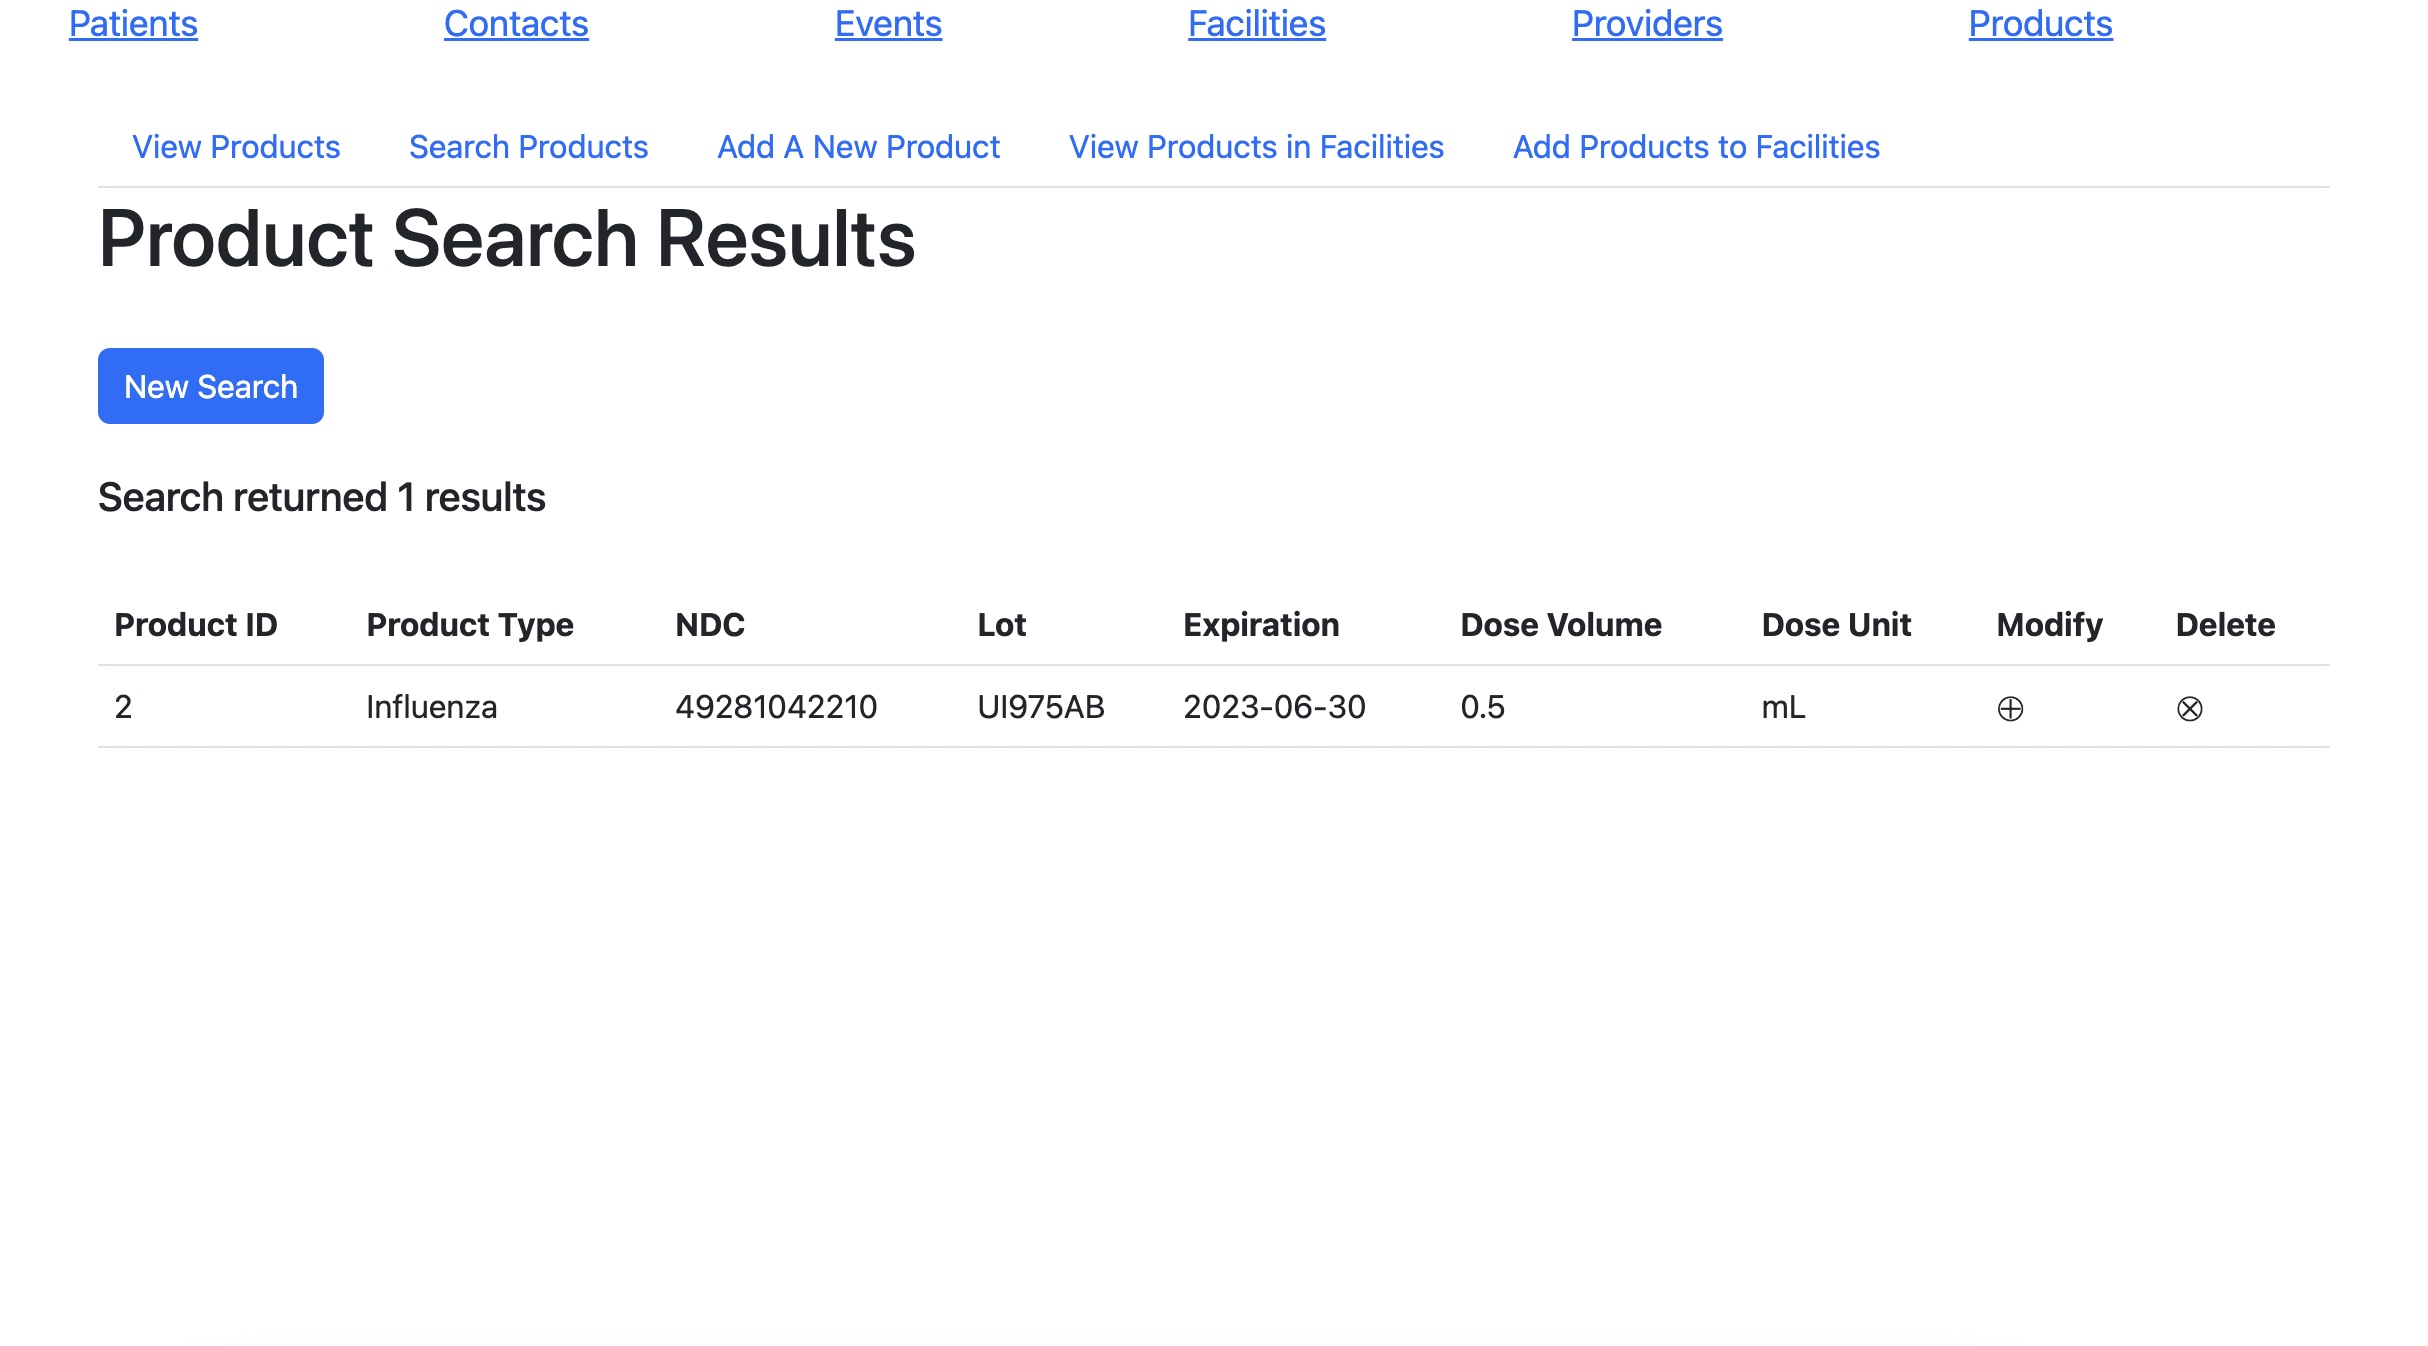 Patients Contacts Events Facilities Providers Products
View Products Search Products Add A New Product View Products in Facilities Add Products to Facilities
Product Search Results
New Search
Search returned 1 results
Product ID Product Type NDC Lot Expiration Dose Volume Dose Unit Modify Delete
2 Influenza 49281042210 UI975AB 2023-06-30 0.5 mL ⊕ ⊗